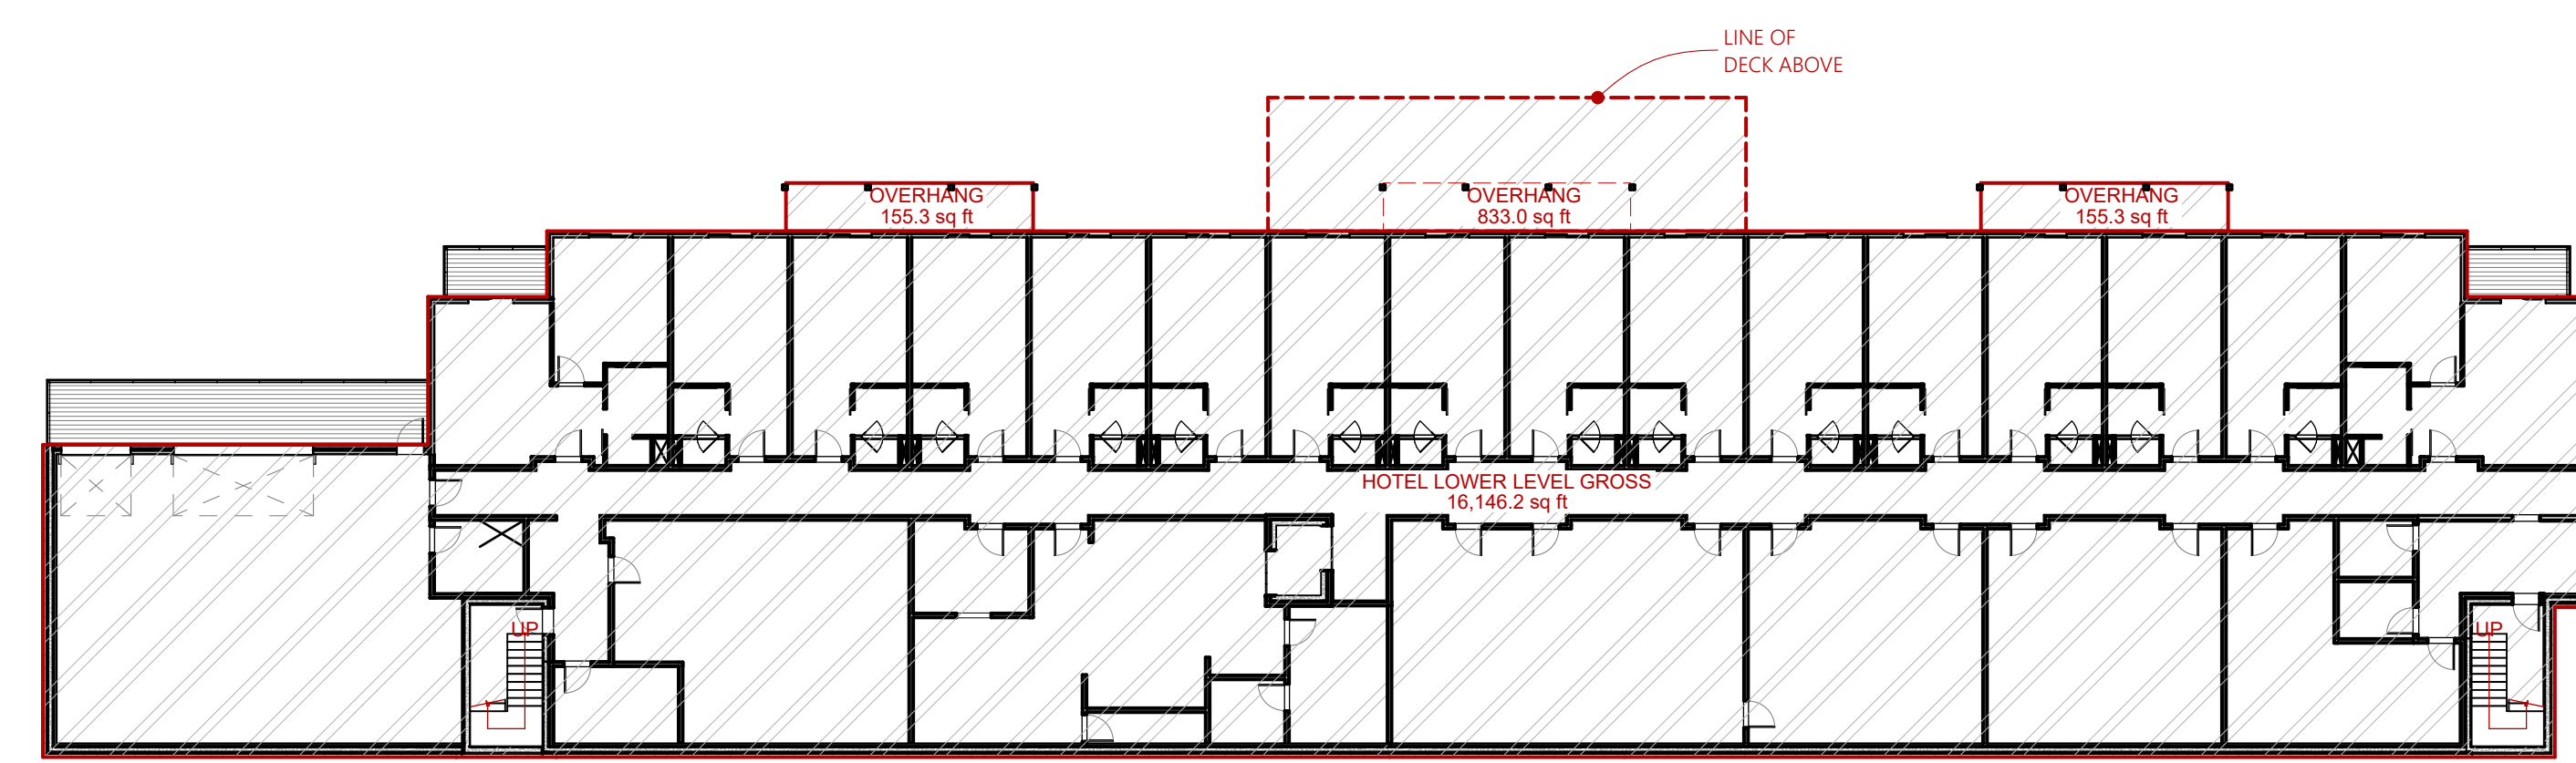 LINE OF
DECK ABOVE
OVERHANG
155.3 sq ft
OVERHANG
833.0 sq ft
OVERHANG
155.3 sq ft
HOTEL LOWER LEVEL GROSS
16,146.2 sq ft
UP
UP